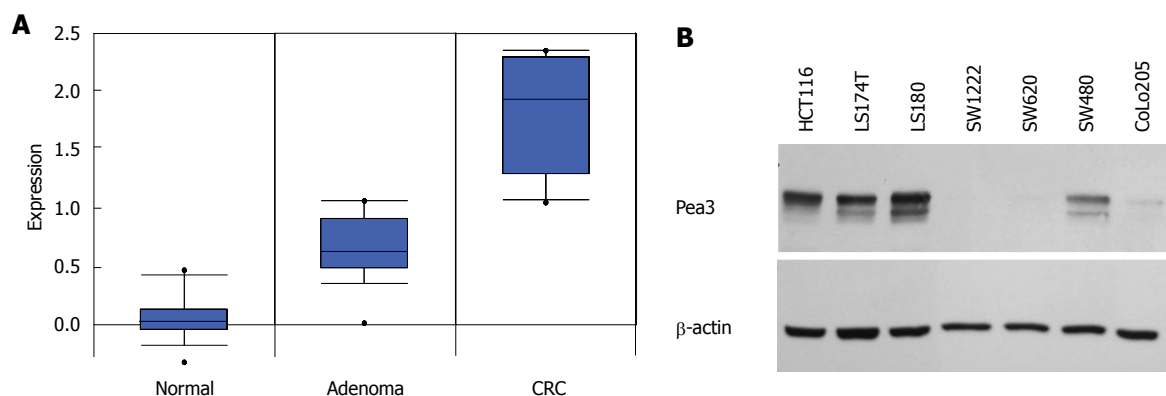 A
2.5
2.0
1.5
1.0
0.5
0.0
Expression
Normal Adenoma CRC
B
HCT116 LS174T LS180 SW1222 SW620 SW480 CoLo205
Pea3
β-actin